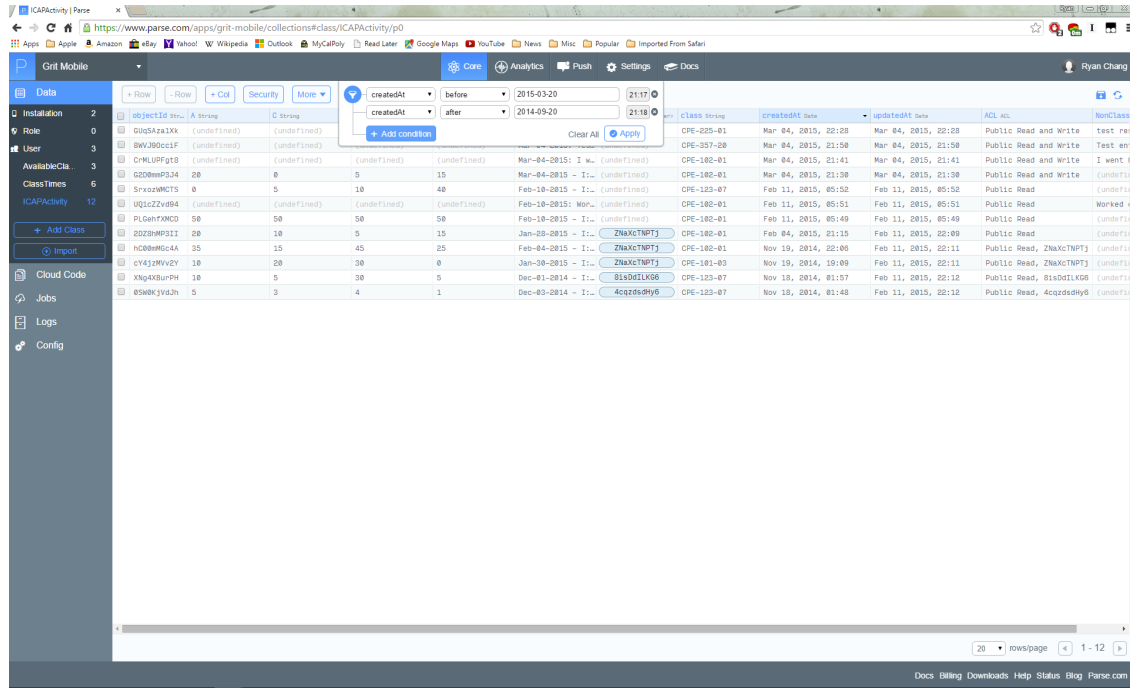 ICAPActivity | Parse
https://www.parse.com/apps/grit-mobile/collections#class/ICAPActivity/p0
Apps Apple Amazon eBay Yahoo! Wikipedia Outlook MyCalPoly Read Later Google Maps YouTube News Misc Popular Imported From Safari
Grit Mobile Core Analytics Push Settings Docs Ryan Chang
Data
Installation 2
Role 0
User 3
AvailableCla... 3
ClassTimes 6
ICAPActivity 12
+ Add Class
Import
Cloud Code
Jobs
Logs
Config
+ Row - Row + Col Security More
createdAt before 2015-03-20 21:17
createdAt after 2014-09-20 21:18
+ Add condition Clear All Apply
objectId A String C String class String createdAt Date updatedAt Date ACL ACL NonClass
GUqSAza1Xk (undefined) (undefined) CPE-225-01 Mar 04, 2015, 22:28 Mar 04, 2015, 22:28 Public Read and Write
8WVJ9OcciF (undefined) (undefined) CPE-357-20 Mar 04, 2015, 21:50 Mar 04, 2015, 21:50 Public Read and Write
CrMLUPFgt8 (undefined) (undefined) (undefined) (undefined) Mar-04-2015: I w… (undefined) CPE-102-01 Mar 04, 2015, 21:41 Mar 04, 2015, 21:41 Public Read and Write I went
G2D0mmP3J4 20 0 5 15 Mar-04-2015 - I:… (undefined) CPE-102-01 Mar 04, 2015, 21:30 Mar 04, 2015, 21:30 Public Read and Write
SrxozWMCTS 0 5 10 40 Feb-10-2015 - I:… (undefined) CPE-123-07 Feb 11, 2015, 05:52 Feb 11, 2015, 05:52 Public Read
UQ1cZZvd94 (undefined) (undefined) (undefined) (undefined) Feb-10-2015: Wor… (undefined) CPE-102-01 Feb 11, 2015, 05:51 Feb 11, 2015, 05:51 Public Read Worked
PLGehfXMCD 50 50 50 50 Feb-10-2015 - I:… (undefined) CPE-102-01 Feb 11, 2015, 05:49 Feb 11, 2015, 05:49 Public Read
2DZ8hMP3II 20 10 5 15 Jan-28-2015 - I:… ZNaXcTNPTj CPE-102-01 Feb 04, 2015, 21:15 Feb 11, 2015, 22:09 Public Read
hC00mMGc4A 35 15 45 25 Feb-04-2015 - I:… ZNaXcTNPTj CPE-102-01 Nov 19, 2014, 22:06 Feb 11, 2015, 22:11 Public Read, ZNaXcTNPTj
cY4jzMVv2Y 10 20 30 0 Jan-30-2015 - I:… ZNaXcTNPTj CPE-101-03 Nov 19, 2014, 19:09 Feb 11, 2015, 22:11 Public Read, ZNaXcTNPTj
XNg4XBurPH 10 5 30 5 Dec-01-2014 - I:… 8isDdILKG6 CPE-123-07 Nov 18, 2014, 01:57 Feb 11, 2015, 22:12 Public Read, 8isDdILKG6
0SW0KjVdJh 5 3 4 1 Dec-03-2014 - I:… 4cqzdsdHy6 CPE-123-07 Nov 18, 2014, 01:48 Feb 11, 2015, 22:12 Public Read, 4cqzdsdHy6
20 rows/page 1 - 12
Docs Billing Downloads Help Status Blog Parse.com